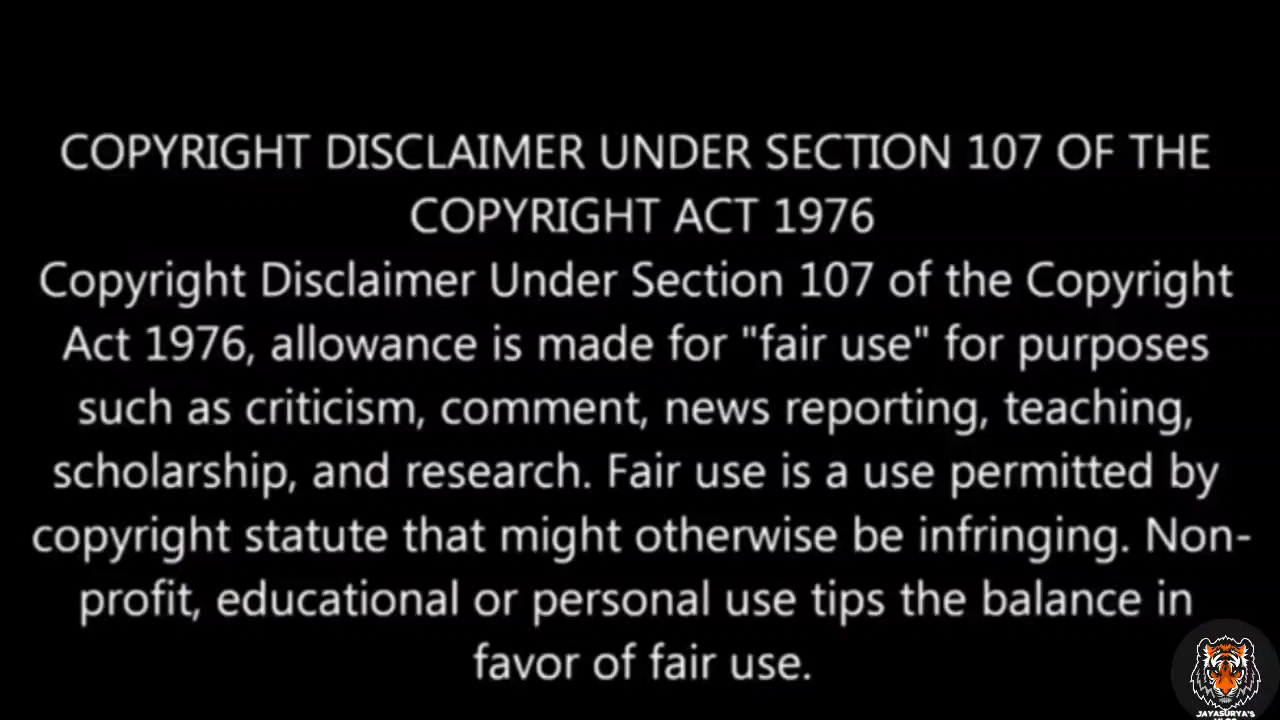 COPYRIGHT DISCLAIMER UNDER SECTION 107 OF THE
COPYRIGHT ACT 1976
Copyright Disclaimer Under Section 107 of the Copyright
Act 1976, allowance is made for "fair use" for purposes
such as criticism, comment, news reporting, teaching,
scholarship, and research. Fair use is a use permitted by
copyright statute that might otherwise be infringing. Non-
profit, educational or personal use tips the balance in
favor of fair use.
JAYASURYA'S